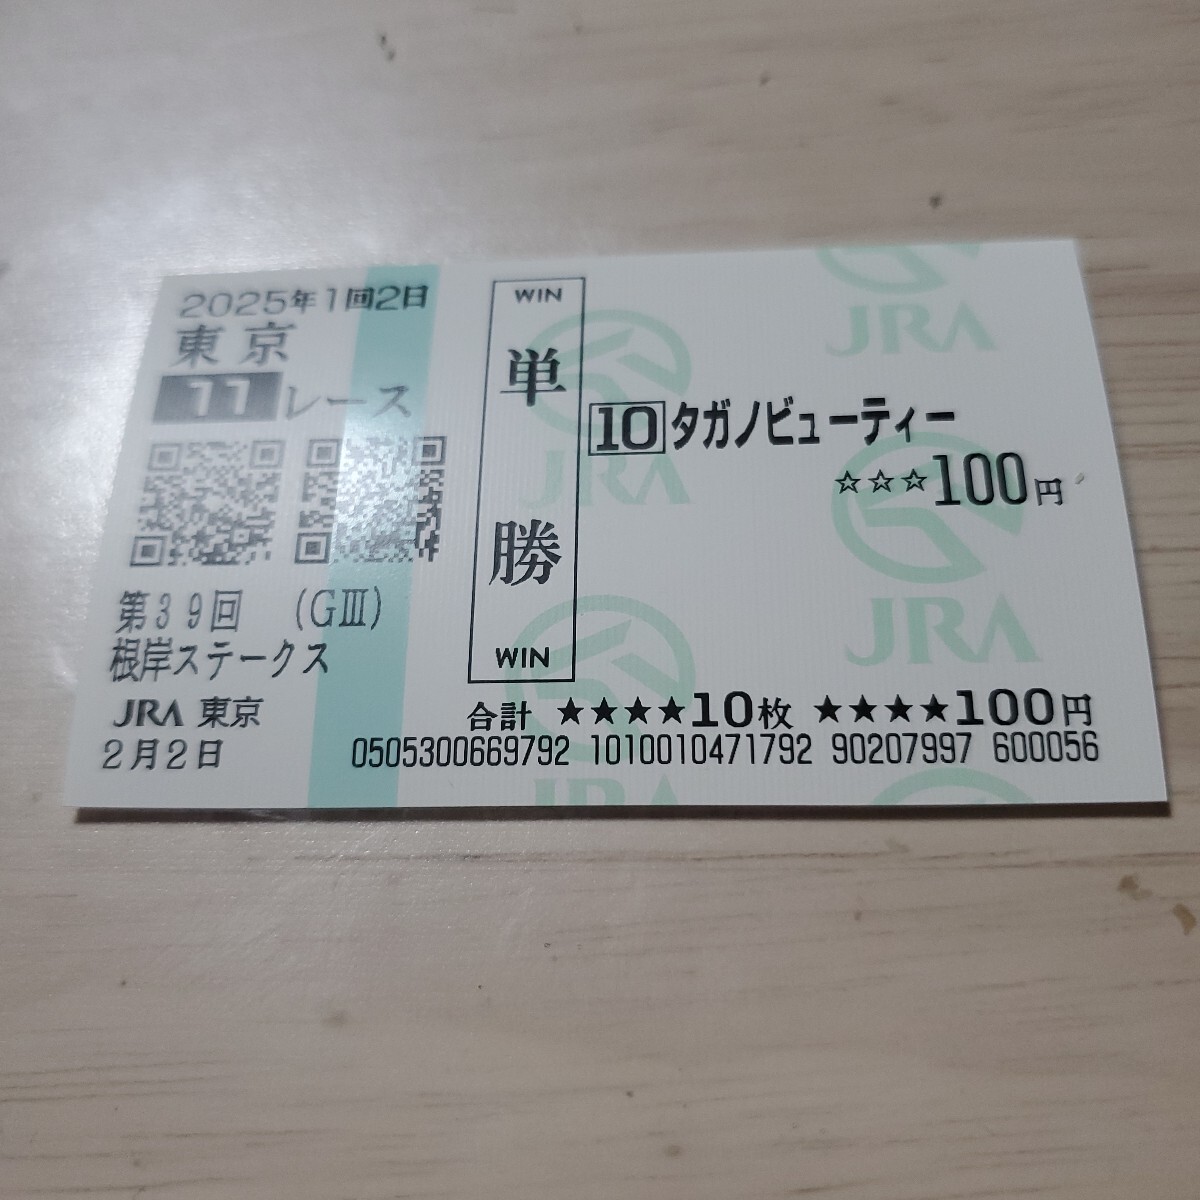 2025年1回2日
東京
11レース
第39回 (GⅢ)
根岸ステークス
JRA 東京
2月2日
WIN
単勝
WIN
10 タガノビューティー
☆☆☆100円
合計 ★★★★10枚 ★★★★100円
0505300669792 1010010471792 90207997 600056
JRA
JRA
JRA
JRA